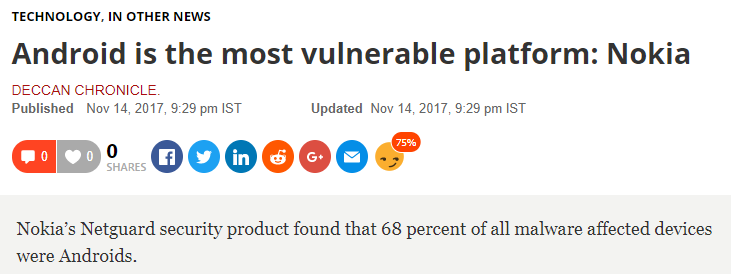 TECHNOLOGY, IN OTHER NEWS
Android is the most vulnerable platform: Nokia
DECCAN CHRONICLE.
Published Nov 14, 2017, 9:29 pm IST Updated Nov 14, 2017, 9:29 pm IST
0 0 0 SHARES f in G+ 75%
Nokia’s Netguard security product found that 68 percent of all malware affected devices
were Androids.